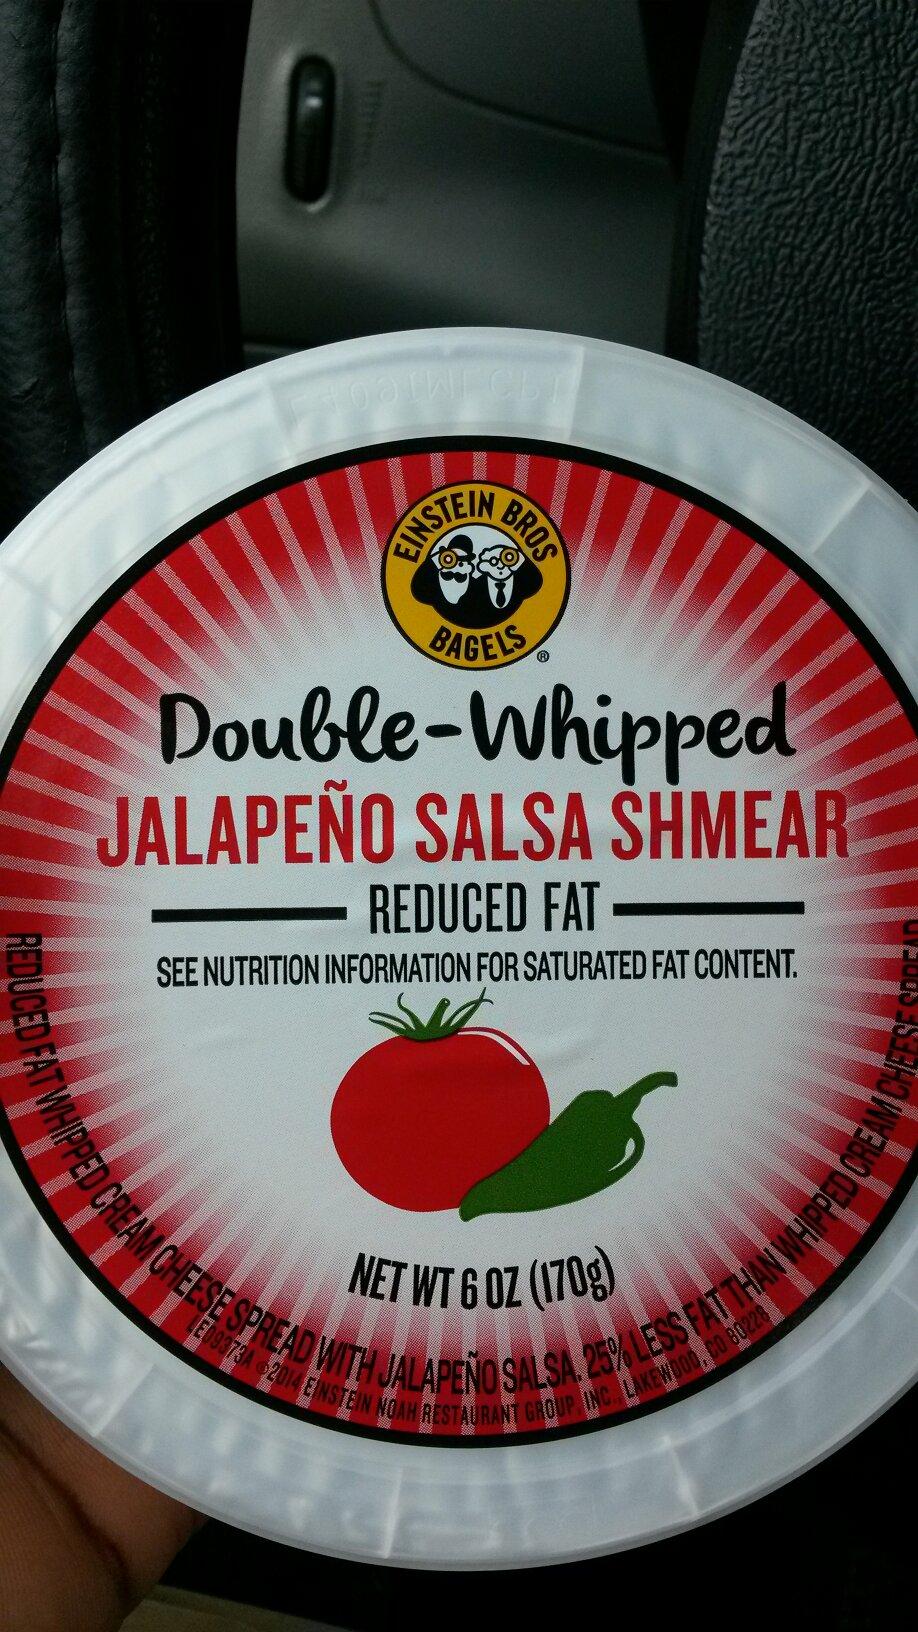 EINSTEIN BROS
BAGELS ®
Double-Whipped
JALAPEÑO SALSA SHMEAR
REDUCED FAT
SEE NUTRITION INFORMATION FOR SATURATED FAT CONTENT.
NET WT 6 OZ (170g)
REDUCED FAT WHIPPED CREAM CHEESE SPREAD WITH JALAPEÑO SALSA. 25% LESS FAT THAN WHIPPED CREAM CHEESE SPREAD
©2014 EINSTEIN NOAH RESTAURANT GROUP, INC., LAKEWOOD, CO 80228